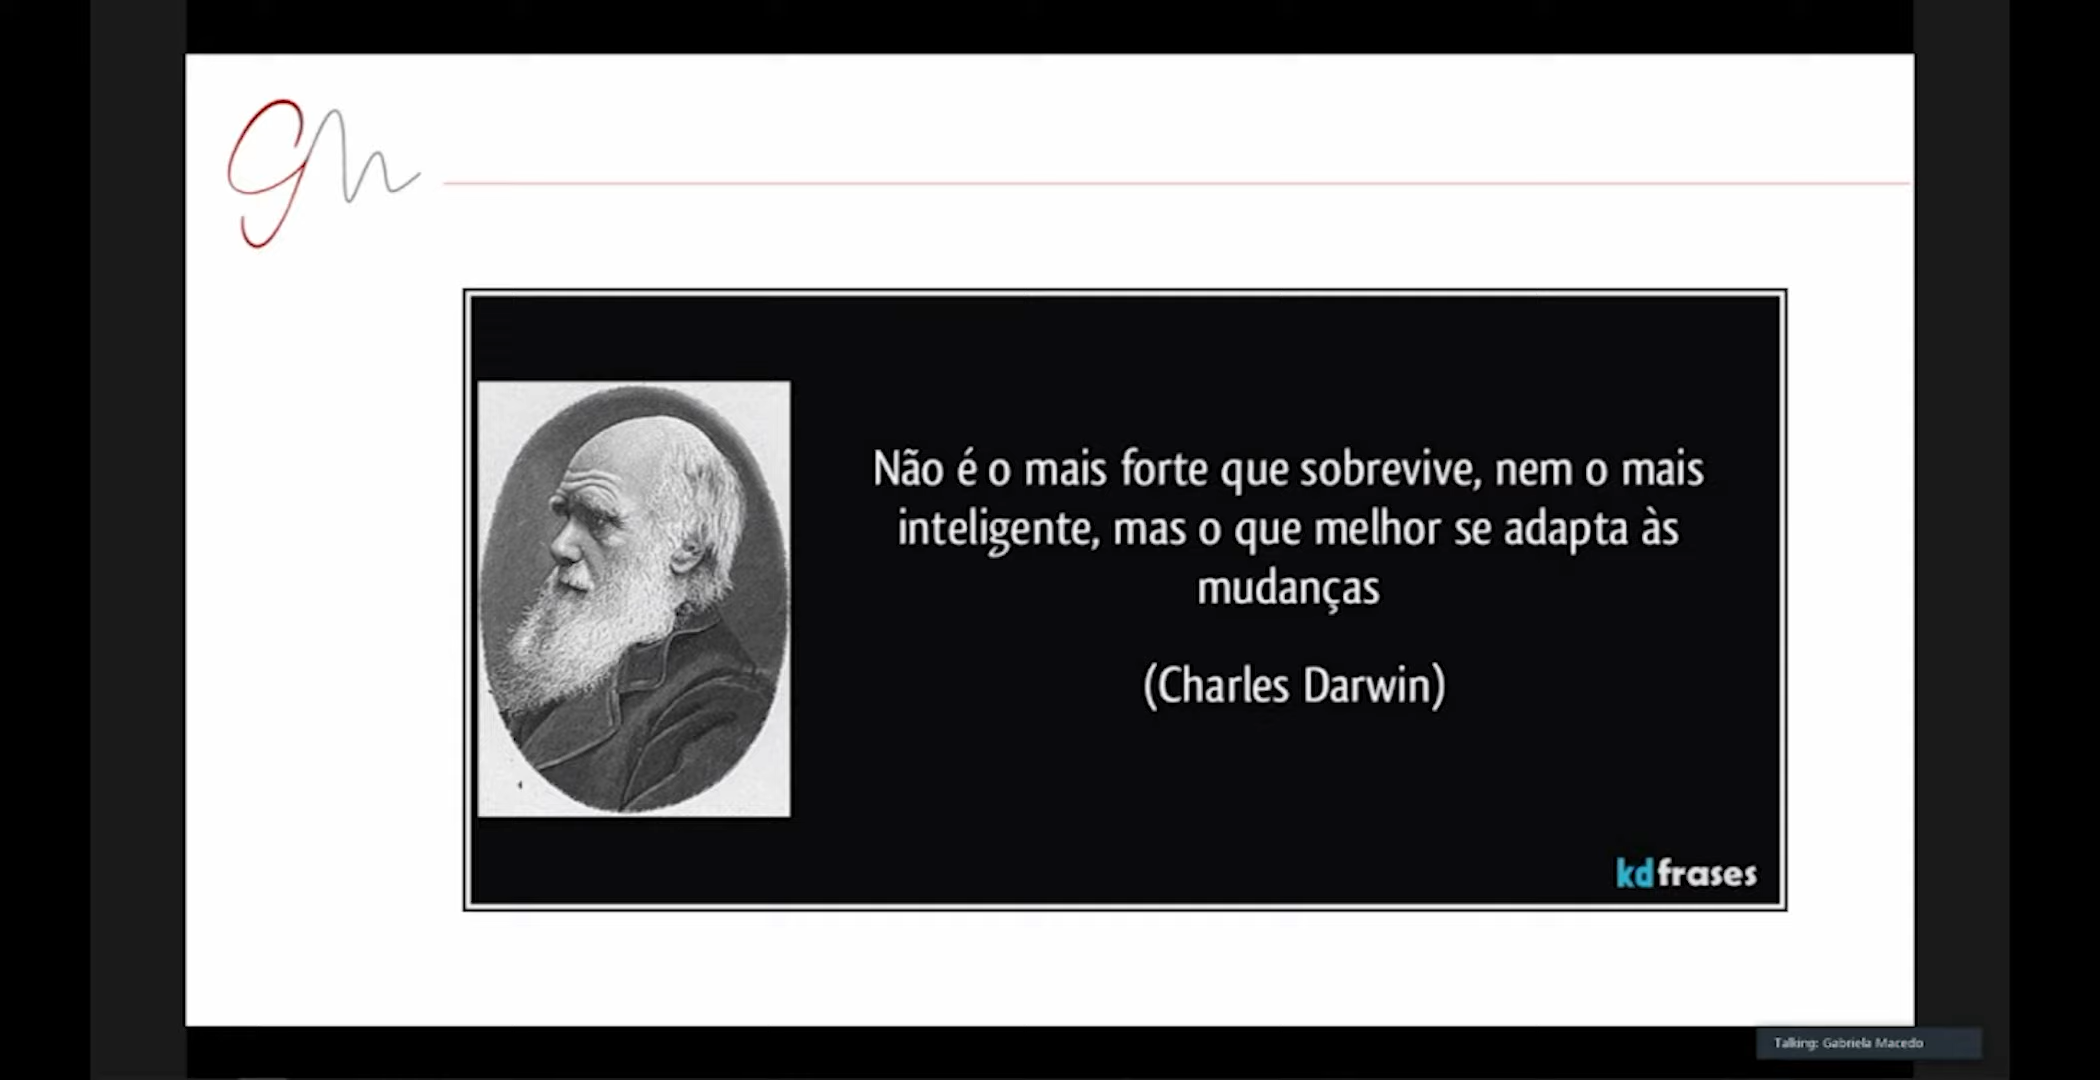 GM
Não é o mais forte que sobrevive, nem o mais
inteligente, mas o que melhor se adapta às
mudanças
(Charles Darwin)
kdfrases
Talking: Gabriela Macedo